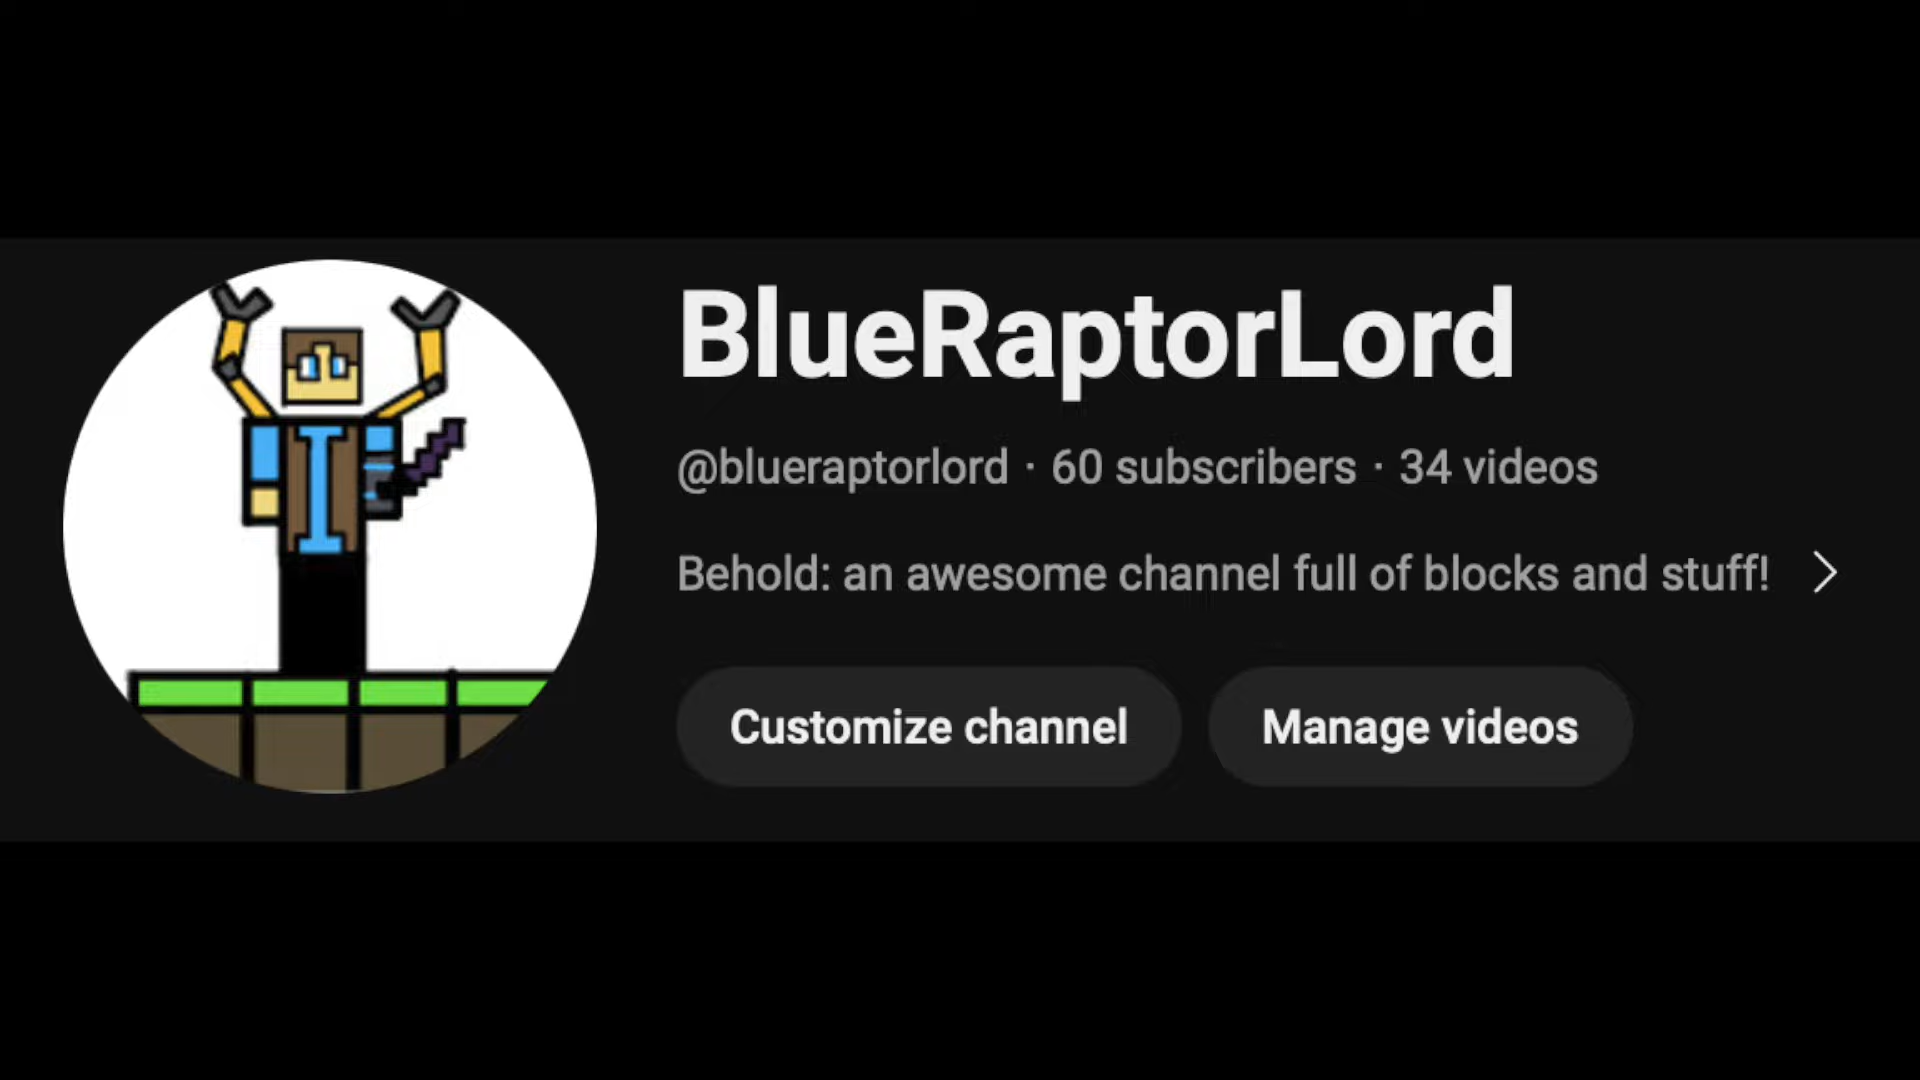 BlueRaptorLord
@blueraptorlord · 60 subscribers · 34 videos
Behold: an awesome channel full of blocks and stuff!
Customize channel
Manage videos